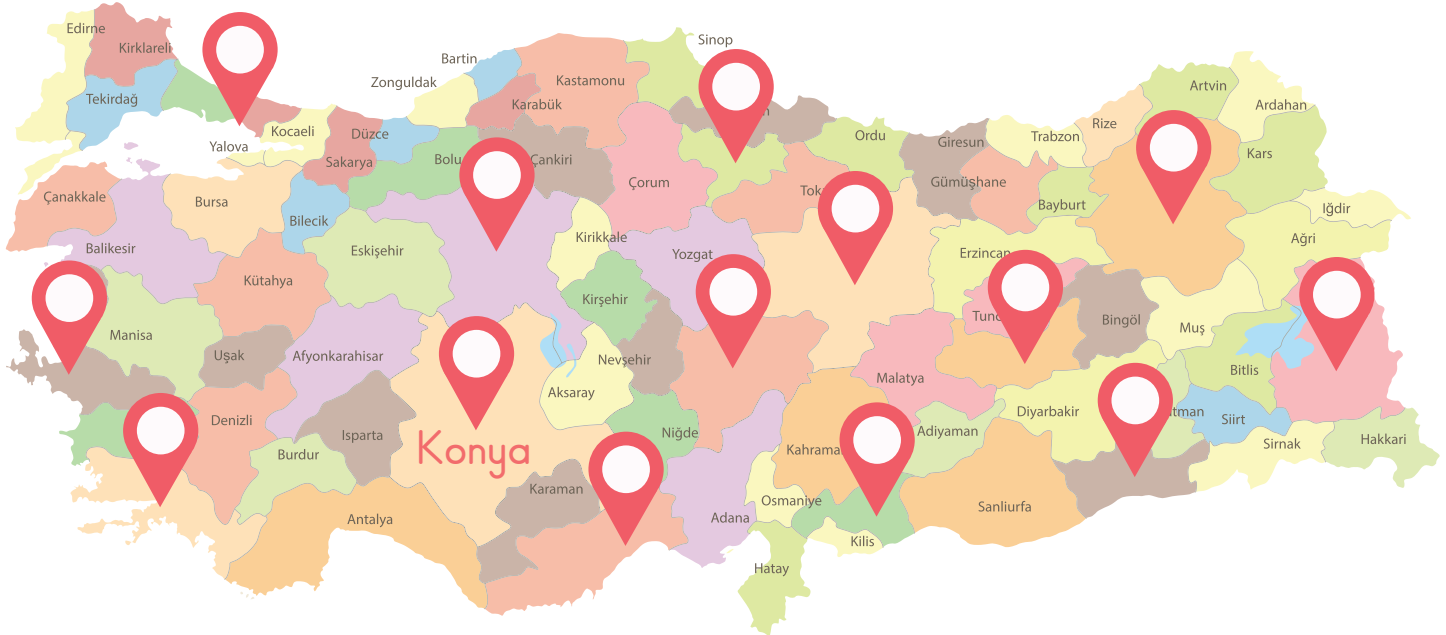 Edirne
Kirklareli
Tekirdağ
Sinop
Bartin
Zonguldak
Kastamonu
Karabük
Artvin
Ardahan
Kocaeli
Düzce
Yalova
Sakarya
Bolu
Çankiri
Ordu
Giresun
Trabzon
Rize
Kars
Çanakkale
Bursa
Bilecik
Çorum
Gümüşhane
Bayburt
Iğdir
Balikesir
Eskişehir
Kirikkale
Yozgat
Erzincan
Ağri
Kütahya
Kirşehir
Manisa
Uşak
Afyonkarahisar
Nevşehir
Bingöl
Muş
Aksaray
Malatya
Bitlis
Denizli
Isparta
Burdur
Konya
Niğde
Adiyaman
Diyarbakir
Siirt
Sirnak
Hakkari
Karaman
Antalya
Adana
Osmaniye
Sanliurfa
Kilis
Hatay